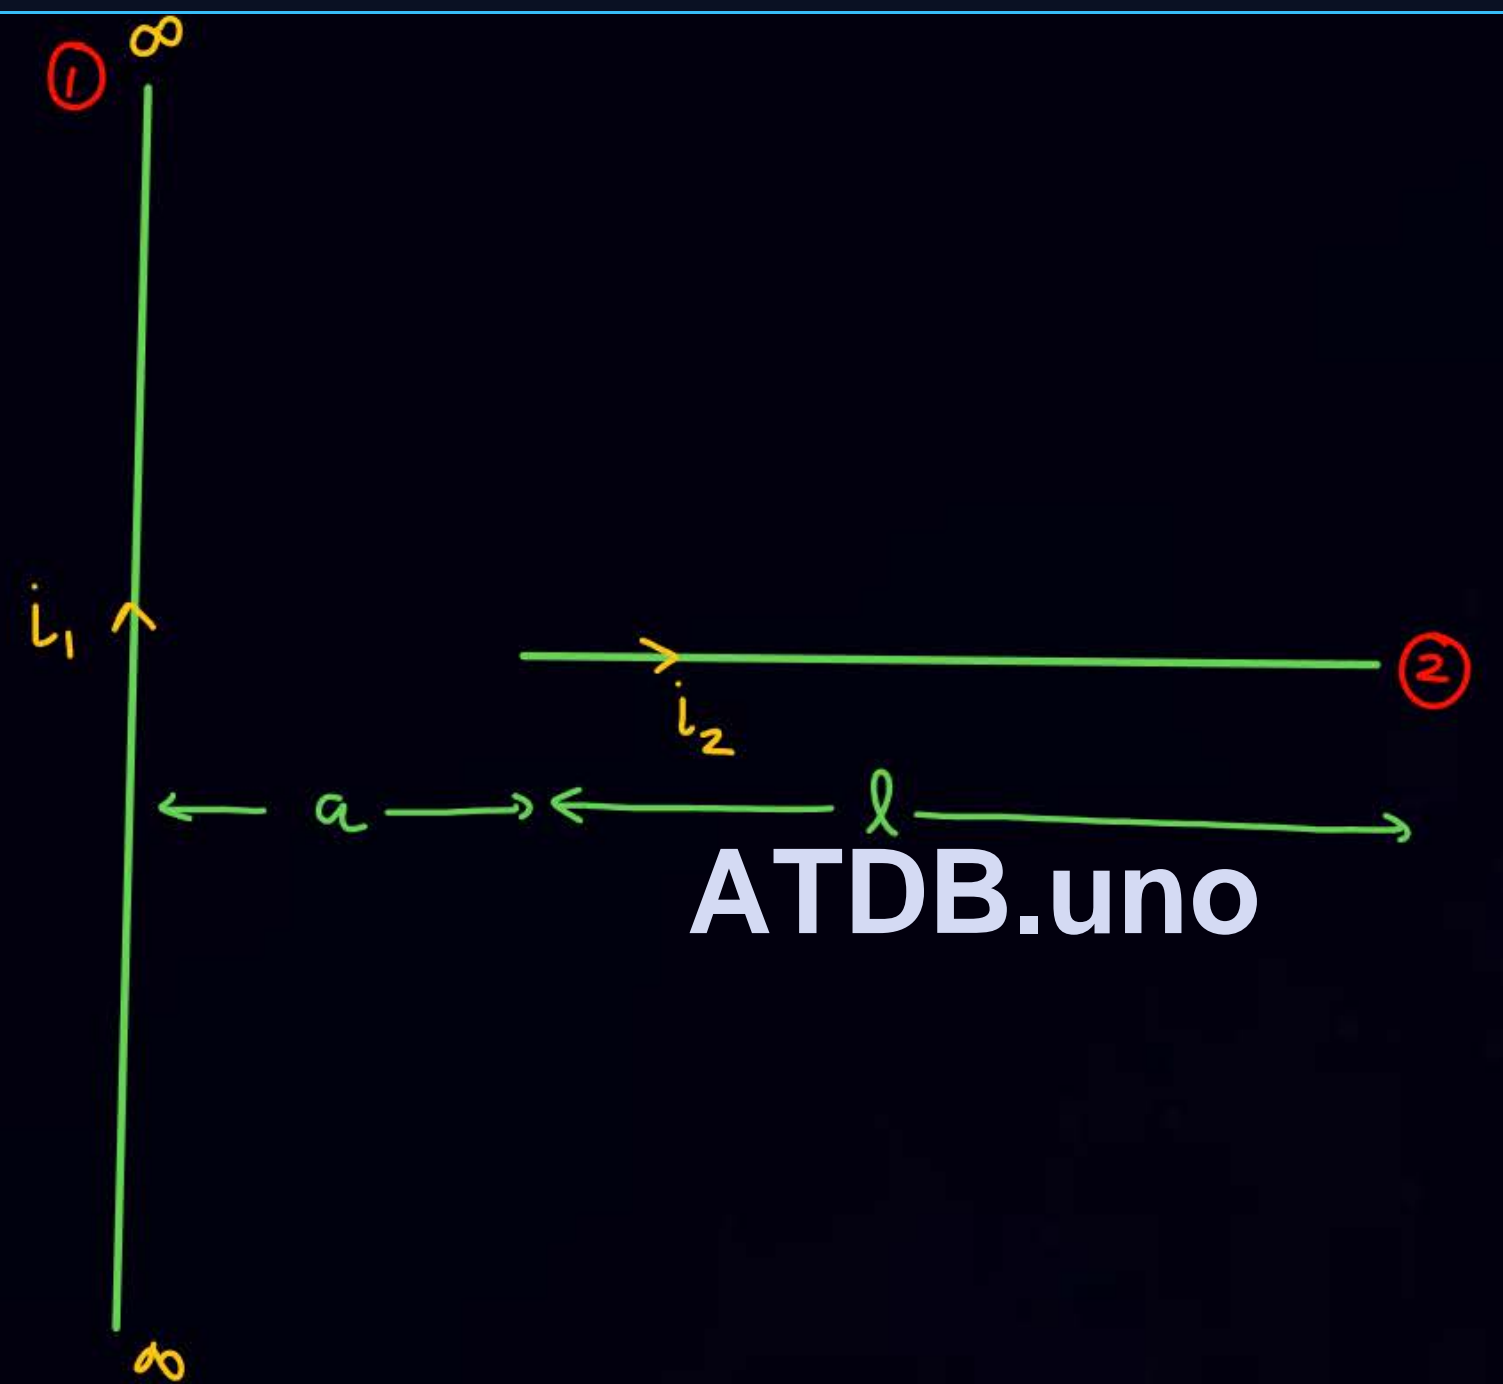 ① ∞
i₁
②
i₂
a l
ATDB.uno
∞